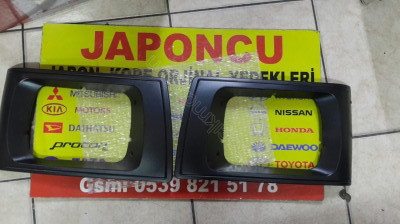 JAPONCU
JAPON KORE ORJİNAL YEDEKLERİ
MITSUBISHI
KIA MOTORS
DAIHATSU
proton
NISSAN
HONDA
DAEWOO
TOYOTA
Gsm 0539 821 51 78